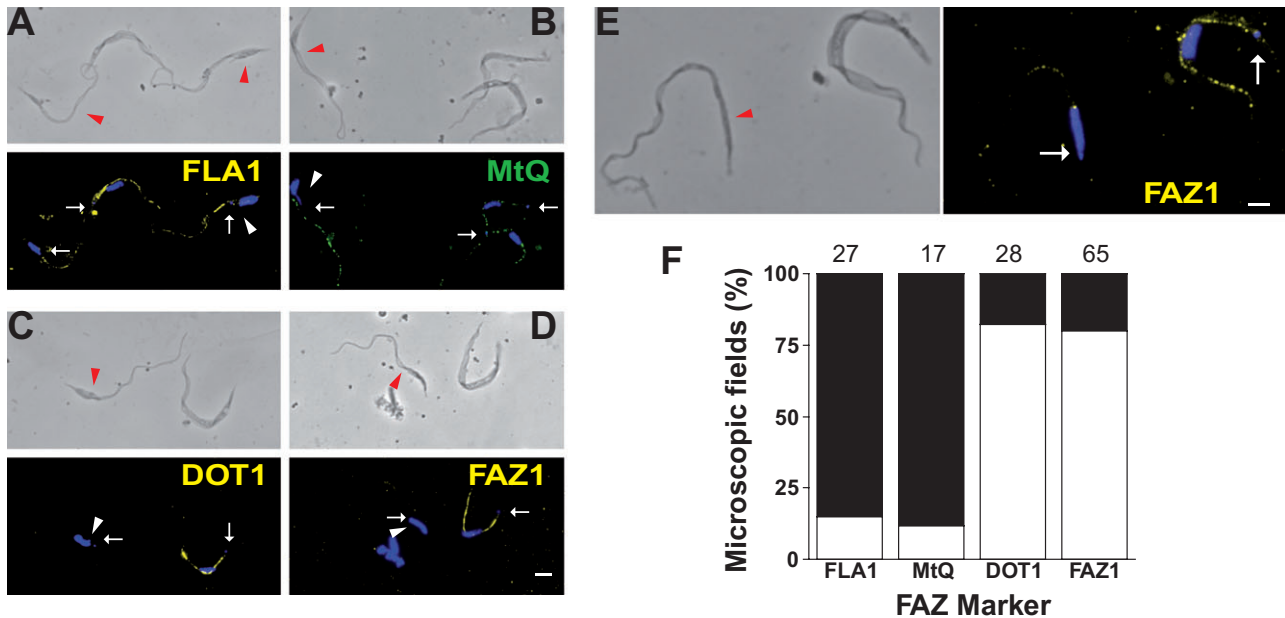 A
B
FLA1
MtQ
C
D
DOT1
FAZ1
E
FAZ1
F
27 17 28 65
Microscopic fields (%)
100
75
50
25
0
FLA1 MtQ DOT1 FAZ1
FAZ Marker